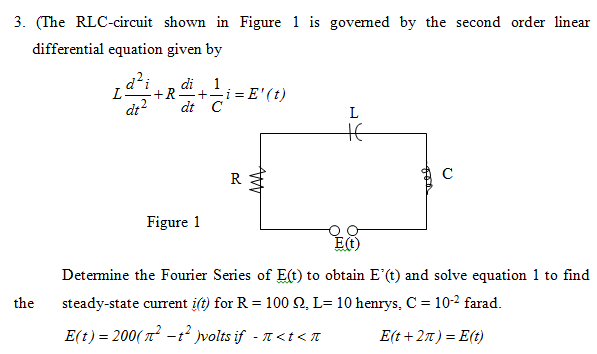 3. (The RLC-circuit shown in Figure 1 is governed by the second order linear
differential equation given by
L d²i/dt² + R di/dt + 1/C i = E'(t)
L
R
C
Figure 1
E(t)
Determine the Fourier Series of E(t) to obtain E'(t) and solve equation 1 to find
the steady-state current i(t) for R = 100 Ω, L= 10 henrys, C = 10⁻² farad.
E(t) = 200( π² − t² )volts if - π < t < π E(t + 2π) = E(t)